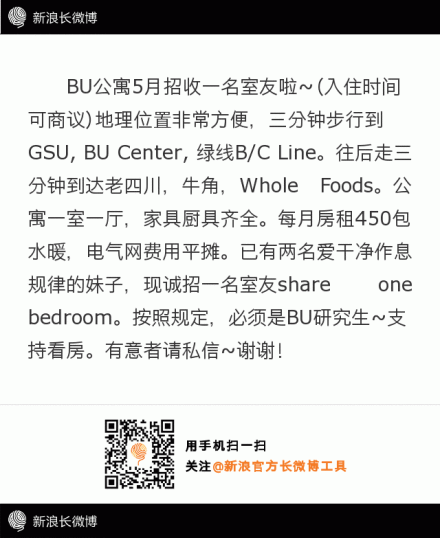 新浪长微博
BU公寓5月招收一名室友啦~(入住时间
可商议)地理位置非常方便，三分钟步行到
GSU, BU Center, 绿线B/C Line。往后走三
分钟到达老四川，牛角，Whole Foods。公
寓一室一厅，家具厨具齐全。每月房租450包
水暖，电气网费用平摊。已有两名爱干净作息
规律的妹子，现诚招一名室友share one
bedroom。按照规定，必须是BU研究生~支
持看房。有意者请私信~谢谢！
用手机扫一扫
关注@新浪官方长微博工具
新浪长微博